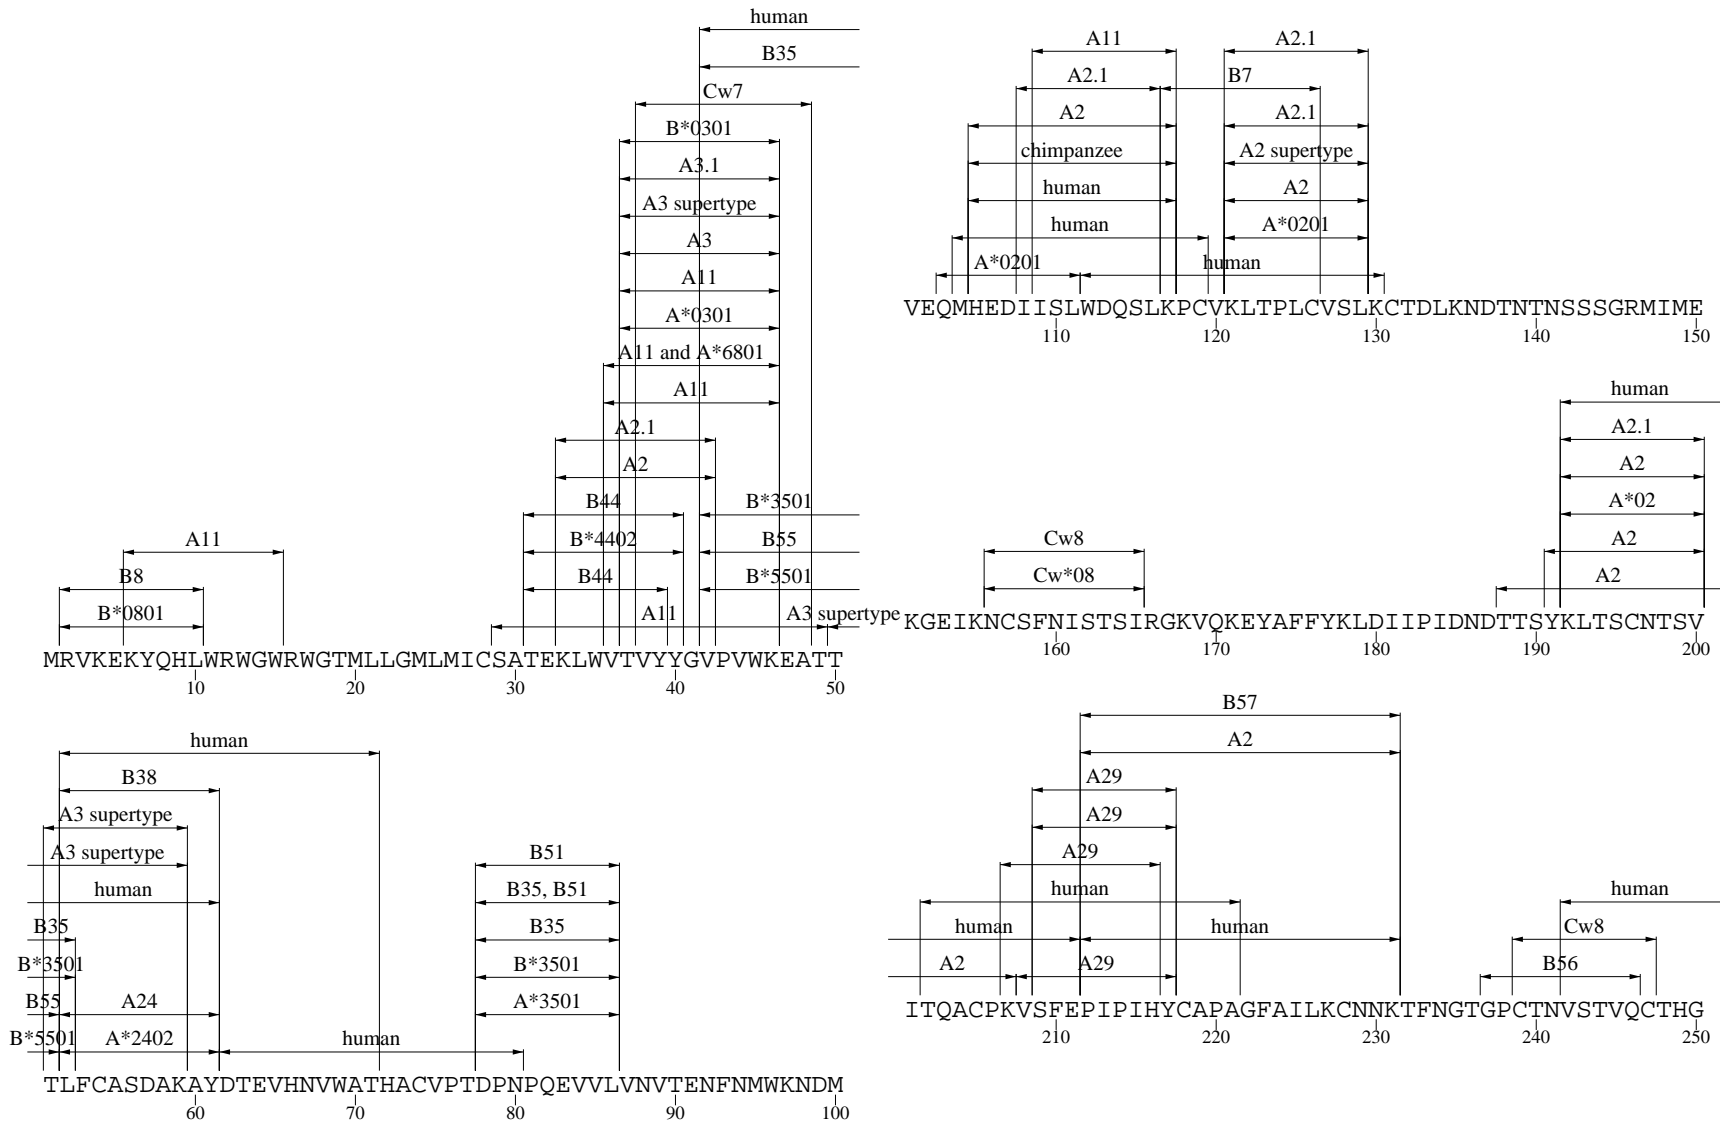 human
B35
Cw7
B*0301
A3.1
A3 supertype
A3
A11
A*0301
A11 and A*6801
A11
A2.1
A2
B44 B*3501
A11 B*4402 B55
B8 B44 B*5501
B*0801 A11 A3 supertype
MRVKEKYQHLWRWGWRWGTMLLGMLMICSATEKLWVTVYYGVPVWKEATT
10 20 30 40 50
human
B38
A3 supertype
A3 supertype B51
human B35, B51
B35 B35
B*3501 B*3501
B55 A24 A*3501
B*5501 A*2402 human
TLFCASDAKAYDTEVHNVWATHACVPTDPNPQEVVLVNVTENFNMWKNDM
60 70 80 90 100
A11 A2.1
A2.1 B7
A2 A2.1
chimpanzee A2 supertype
human A2
human A*0201
A*0201 human
VEQMHEDIISLWDQSLKPCVKLTPLCVSLKCTDLKNDTNTNSSSGRMIME
110 120 130 140 150
human
A2.1
A2
A*02
Cw8 A2
Cw*08 A2
KGEIKNCSFNISTSIRGKVQKEYAFFYKLDIIPIDNDTTSYKLTSCNTSV
160 170 180 190 200
B57
A2
A29
A29
A29
human human
human human Cw8
A2 A29 B56
ITQACPKVSFEPIPIHYCAPAGFAILKCNNKTFNGTGPCTNVSTVQCTHG
210 220 230 240 250